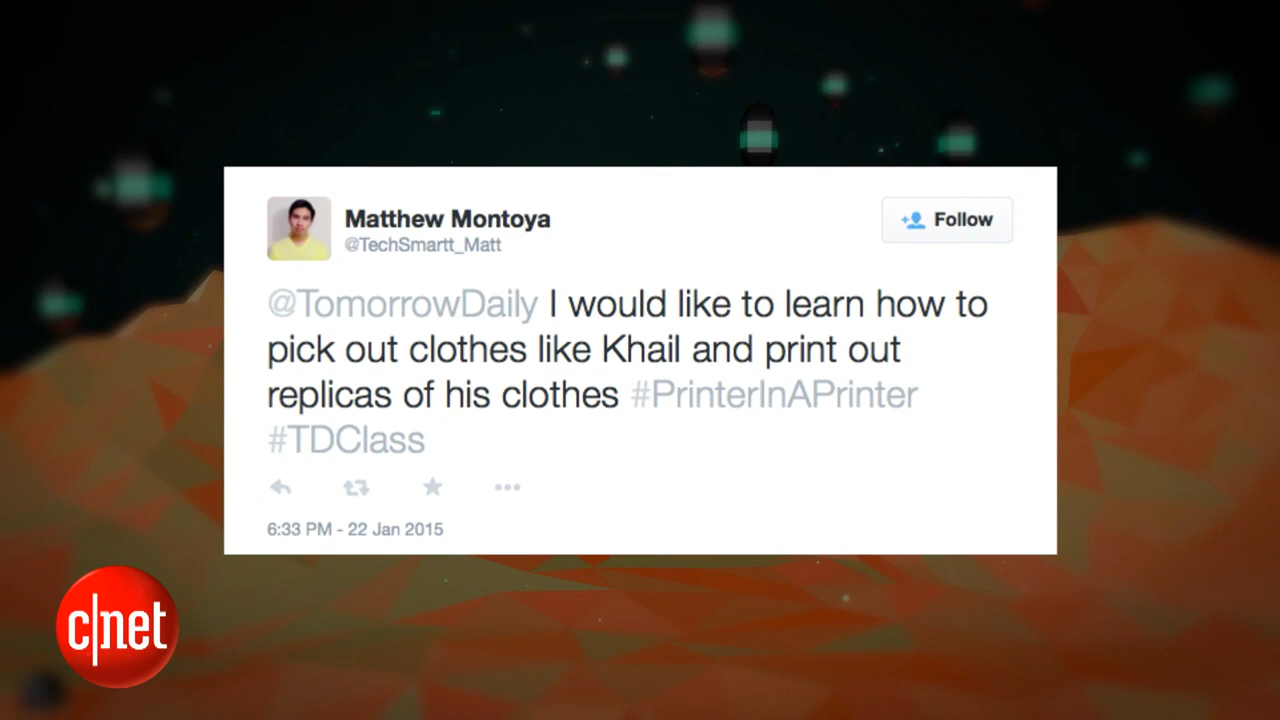 Matthew Montoya
@TechSmartt_Matt
Follow
@TomorrowDaily I would like to learn how to
pick out clothes like Khail and print out
replicas of his clothes #PrinterInAPrinter
#TDClass
6:33 PM - 22 Jan 2015
c|net